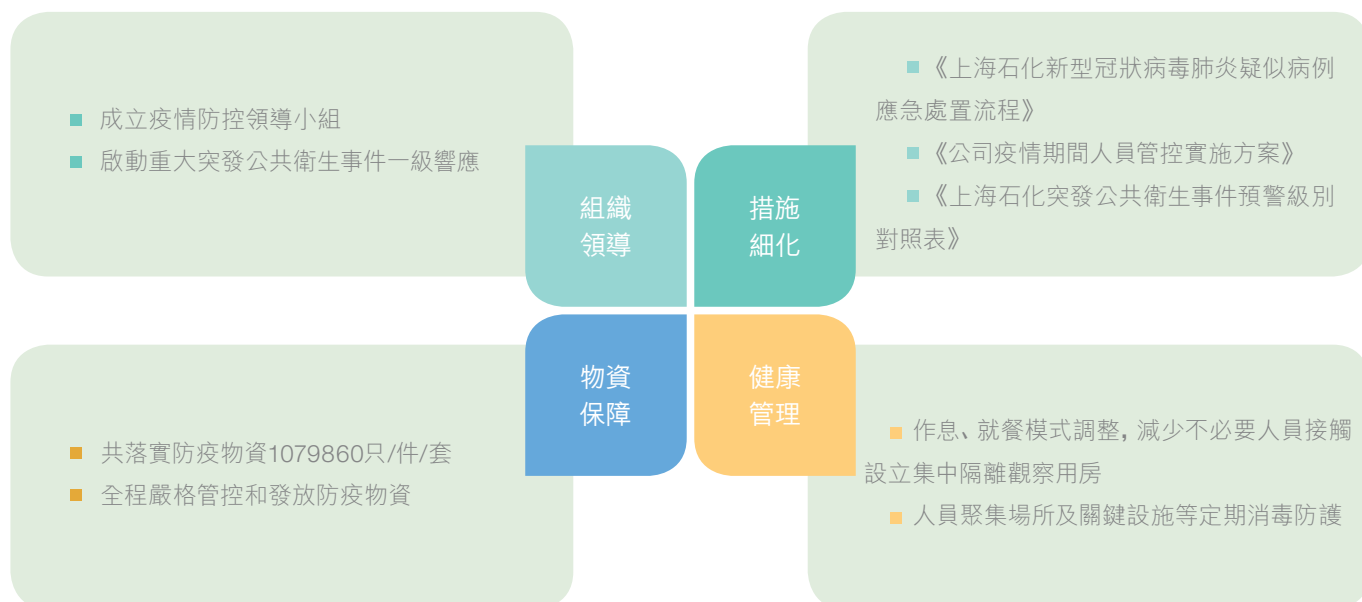 成立疫情防控領導小組
啟動重大突發公共衛生事件一級響應
組織
領導
措施
細化
《上海石化新型冠狀病毒肺炎疑似病例
應急處置流程》
《公司疫情期間人員管控實施方案》
《上海石化突發公共衛生事件預警級別
對照表》
物資
保障
健康
管理
共落實防疫物資1079860只/件/套
全程嚴格管控和發放防疫物資
作息、就餐模式調整，減少不必要人員接觸
設立集中隔離觀察用房
人員聚集場所及關鍵設施等定期消毒防護